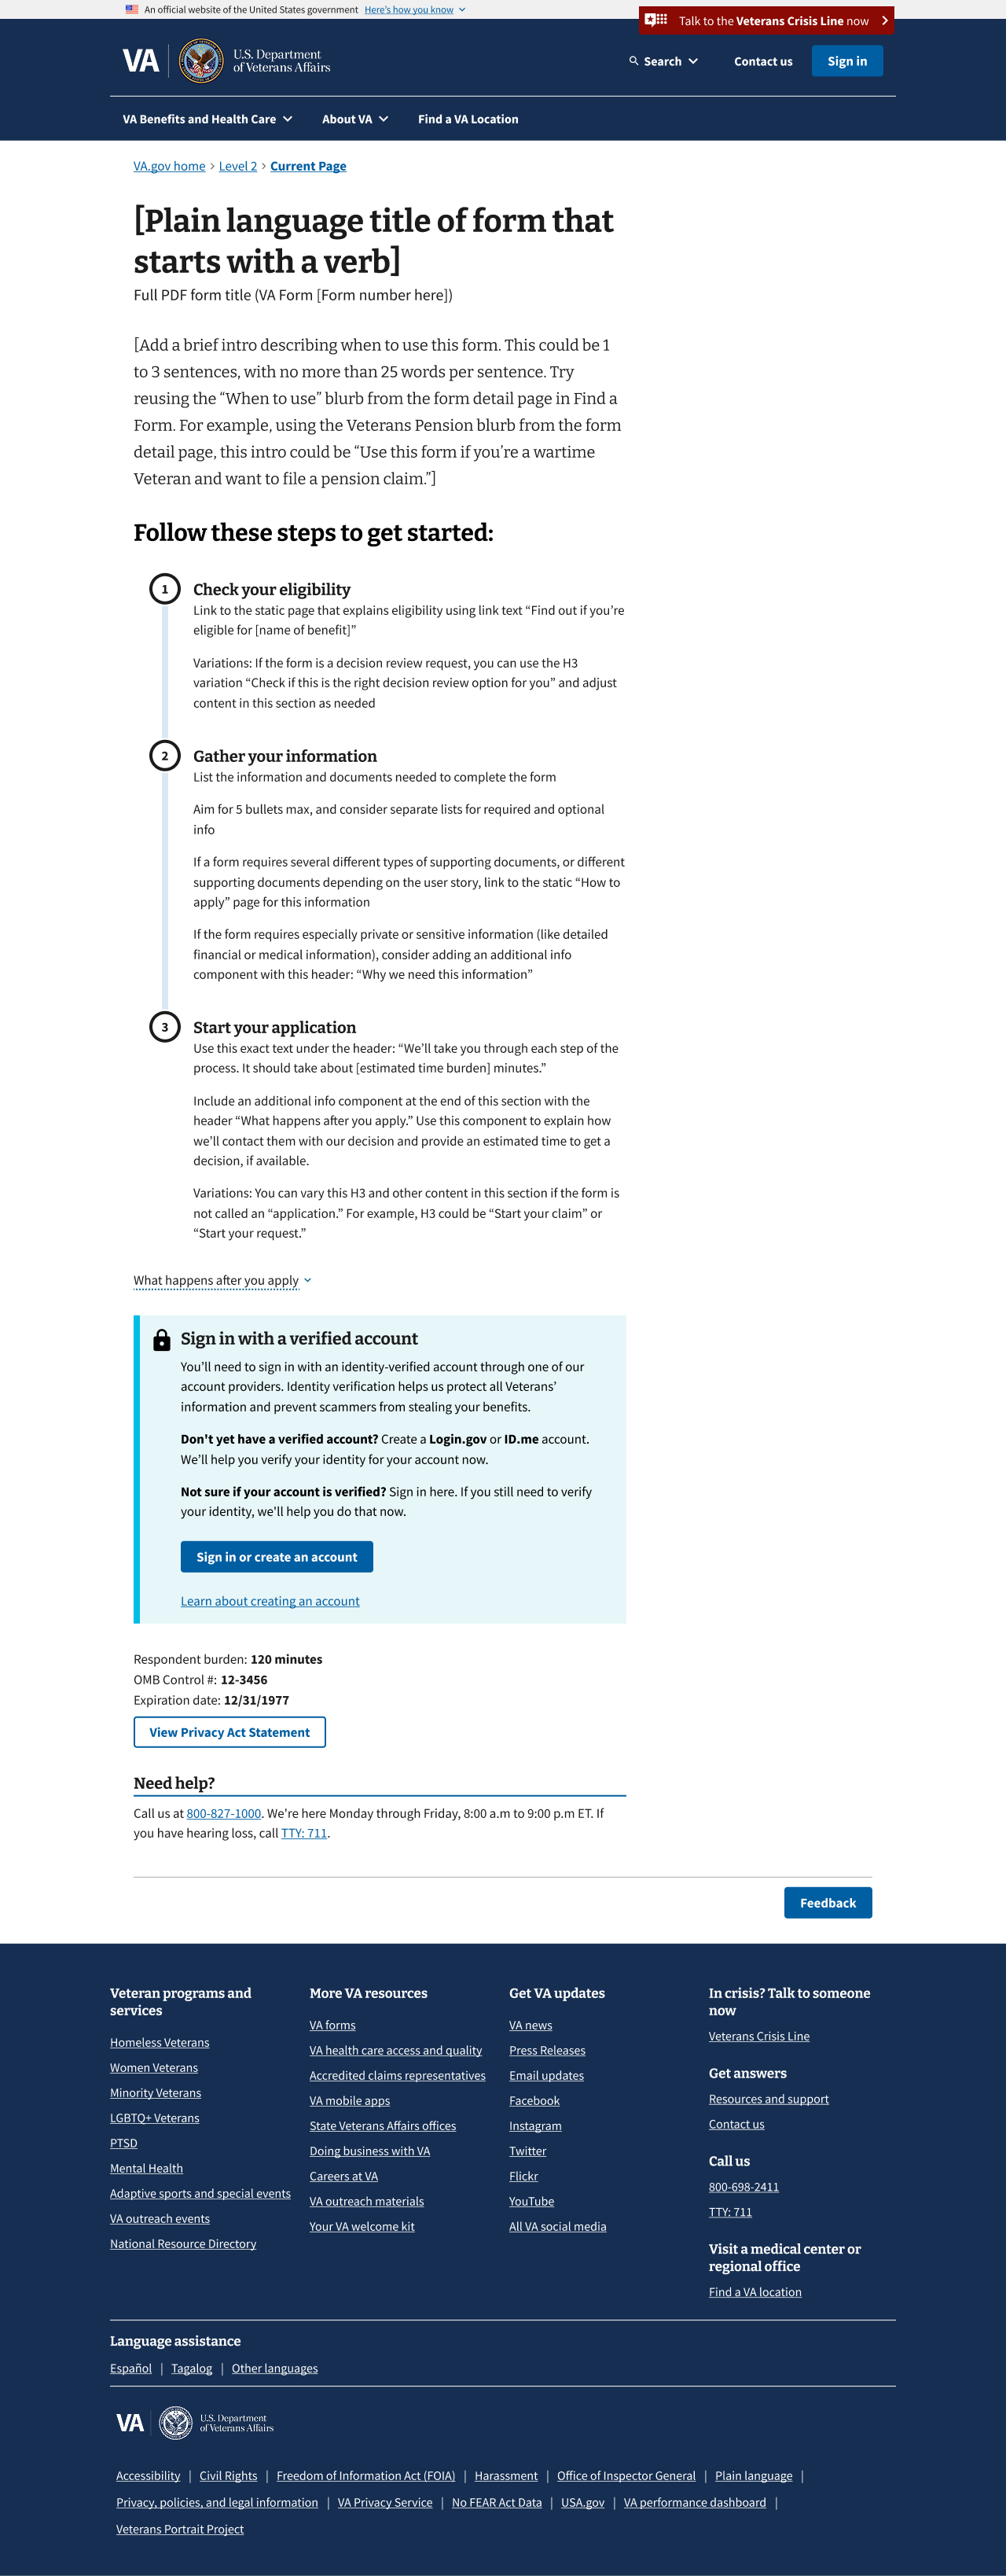 An official website of the United States government Here's how you know
Talk to the Veterans Crisis Line now
VA U.S. Department
of Veterans Affairs
Search Contact us Sign in
VA Benefits and Health Care About VA Find a VA Location
VA.gov home Level 2 Current Page
[Plain language title of form that
starts with a verb]
Full PDF form title (VA Form [Form number here])
[Add a brief intro describing when to use this form. This could be 1
to 3 sentences, with no more than 25 words per sentence. Try
reusing the “When to use” blurb from the form detail page in Find a
Form. For example, using the Veterans Pension blurb from the form
detail page, this intro could be “Use this form if you’re a wartime
Veteran and want to file a pension claim.”]
Follow these steps to get started:
1 Check your eligibility
Link to the static page that explains eligibility using link text “Find out if you’re
eligible for [name of benefit]”
Variations: If the form is a decision review request, you can use the H3
variation “Check if this is the right decision review option for you” and adjust
content in this section as needed
2 Gather your information
List the information and documents needed to complete the form
Aim for 5 bullets max, and consider separate lists for required and optional
info
If a form requires several different types of supporting documents, or different
supporting documents depending on the user story, link to the static “How to
apply” page for this information
If the form requires especially private or sensitive information (like detailed
financial or medical information), consider adding an additional info
component with this header: “Why we need this information”
3 Start your application
Use this exact text under the header: “We’ll take you through each step of the
process. It should take about [estimated time burden] minutes.”
Include an additional info component at the end of this section with the
header “What happens after you apply.” Use this component to explain how
we’ll contact them with our decision and provide an estimated time to get a
decision, if available.
Variations: You can vary this H3 and other content in this section if the form is
not called an “application.” For example, H3 could be “Start your claim” or
“Start your request.”
What happens after you apply
Sign in with a verified account
You’ll need to sign in with an identity-verified account through one of our
account providers. Identity verification helps us protect all Veterans’
information and prevent scammers from stealing your benefits.
Don't yet have a verified account? Create a Login.gov or ID.me account.
We’ll help you verify your identity for your account now.
Not sure if your account is verified? Sign in here. If you still need to verify
your identity, we'll help you do that now.
Sign in or create an account
Learn about creating an account
Respondent burden: 120 minutes
OMB Control #: 12-3456
Expiration date: 12/31/1977
View Privacy Act Statement
Need help?
Call us at 800-827-1000. We're here Monday through Friday, 8:00 a.m to 9:00 p.m ET. If
you have hearing loss, call TTY: 711.
Feedback
Veteran programs and
services
Homeless Veterans
Women Veterans
Minority Veterans
LGBTQ+ Veterans
PTSD
Mental Health
Adaptive sports and special events
VA outreach events
National Resource Directory
More VA resources
VA forms
VA health care access and quality
Accredited claims representatives
VA mobile apps
State Veterans Affairs offices
Doing business with VA
Careers at VA
VA outreach materials
Your VA welcome kit
Get VA updates
VA news
Press Releases
Email updates
Facebook
Instagram
Twitter
Flickr
YouTube
All VA social media
In crisis? Talk to someone
now
Veterans Crisis Line
Get answers
Resources and support
Contact us
Call us
800-698-2411
TTY: 711
Visit a medical center or
regional office
Find a VA location
Language assistance
Español | Tagalog | Other languages
VA U.S. Department
of Veterans Affairs
Accessibility | Civil Rights | Freedom of Information Act (FOIA) | Harassment | Office of Inspector General | Plain language |
Privacy, policies, and legal information | VA Privacy Service | No FEAR Act Data | USA.gov | VA performance dashboard |
Veterans Portrait Project